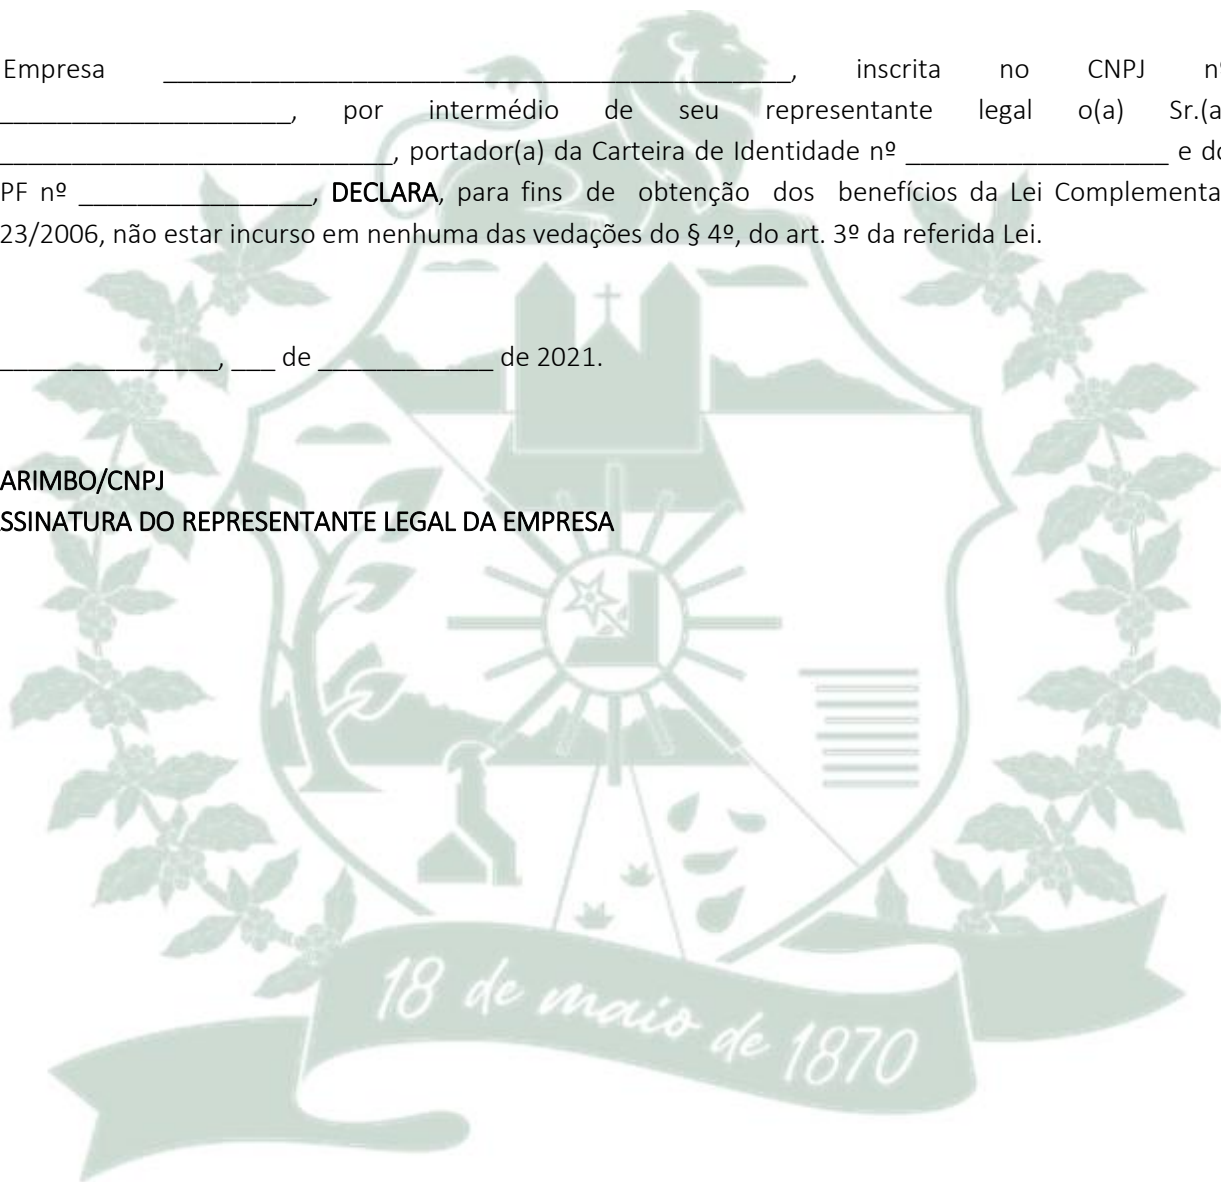 Empresa ___________________________________________, inscrita no CNPJ nº
____________________, por intermédio de seu representante legal o(a) Sr.(a
___________________________, portador(a) da Carteira de Identidade nº __________________ e do
PF nº ________________, DECLARA, para fins de obtenção dos benefícios da Lei Complementa
23/2006, não estar incurso em nenhuma das vedações do § 4º, do art. 3º da referida Lei.
_______________, ___ de ____________ de 2021.
ARIMBO/CNPJ
SSINATURA DO REPRESENTANTE LEGAL DA EMPRESA
18 de maio de 1870